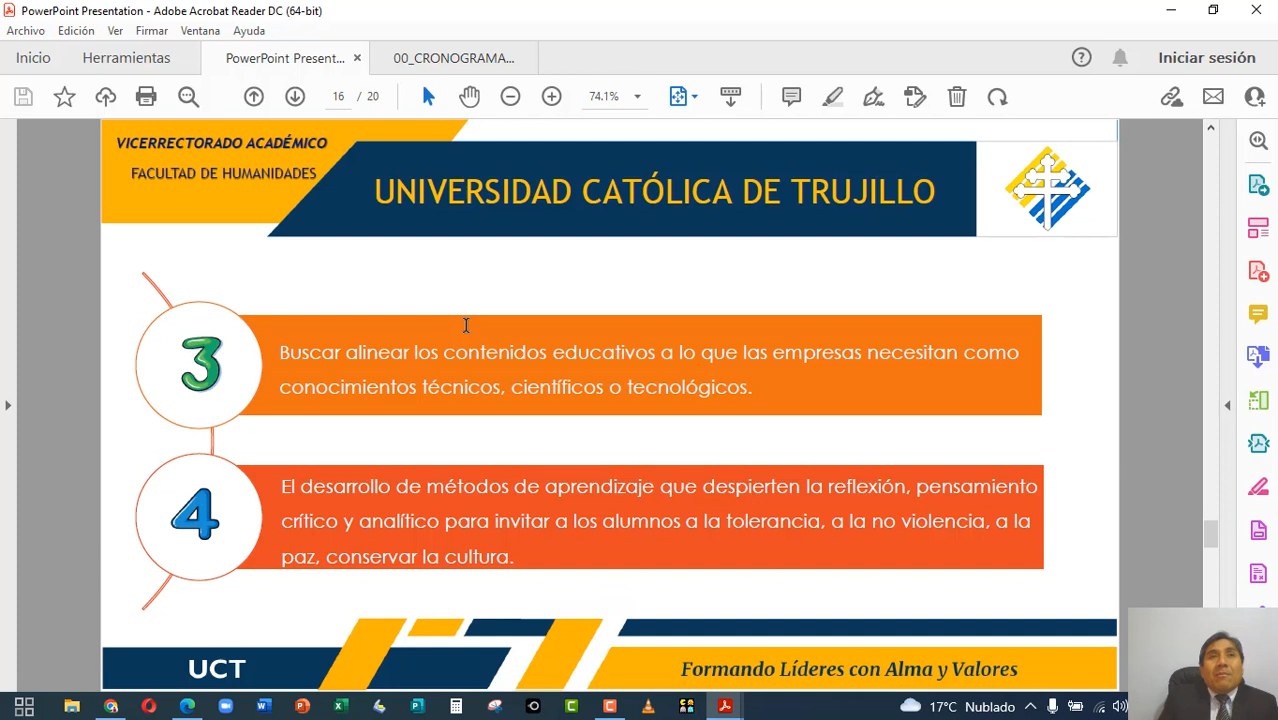 PowerPoint Presentation - Adobe Acrobat Reader DC (64-bit)
Archivo Edición Ver Firmar Ventana Ayuda
Inicio Herramientas PowerPoint Present... × 00_CRONOGRAMA... Iniciar sesión
16 / 20 74.1%
VICERRECTORADO ACADÉMICO
FACULTAD DE HUMANIDADES
UNIVERSIDAD CATÓLICA DE TRUJILLO
3
Buscar alinear los contenidos educativos a lo que las empresas necesitan como
conocimientos técnicos, científicos o tecnológicos.
4
El desarrollo de métodos de aprendizaje que despierten la reflexión, pensamiento
crítico y analítico para invitar a los alumnos a la tolerancia, a la no violencia, a la
paz, conservar la cultura.
UCT
Formando Líderes con Alma y Valores
17°C Nublado